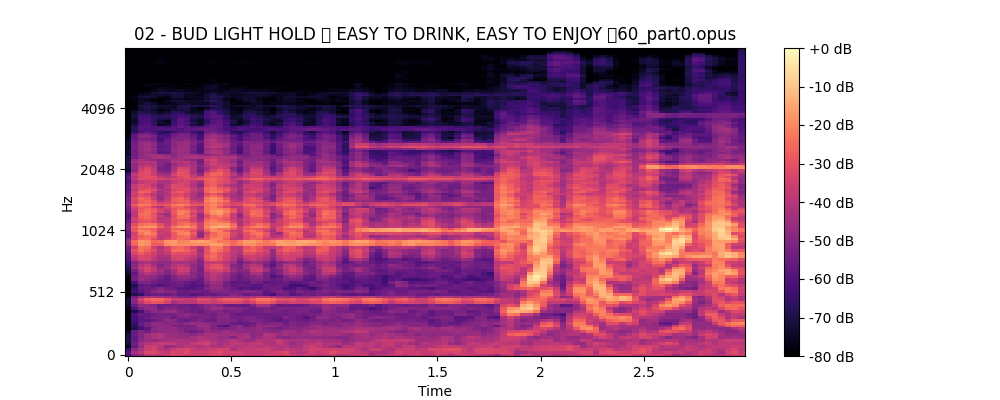 02 - BUD LIGHT HOLD ▯ EASY TO DRINK, EASY TO ENJOY ▯60_part0.opus
+0 dB
4096
-10 dB
-20 dB
2048
-30 dB
Hz
-40 dB
1024
-50 dB
512
-60 dB
-70 dB
0
-80 dB
0 0.5 1 1.5 2 2.5
Time